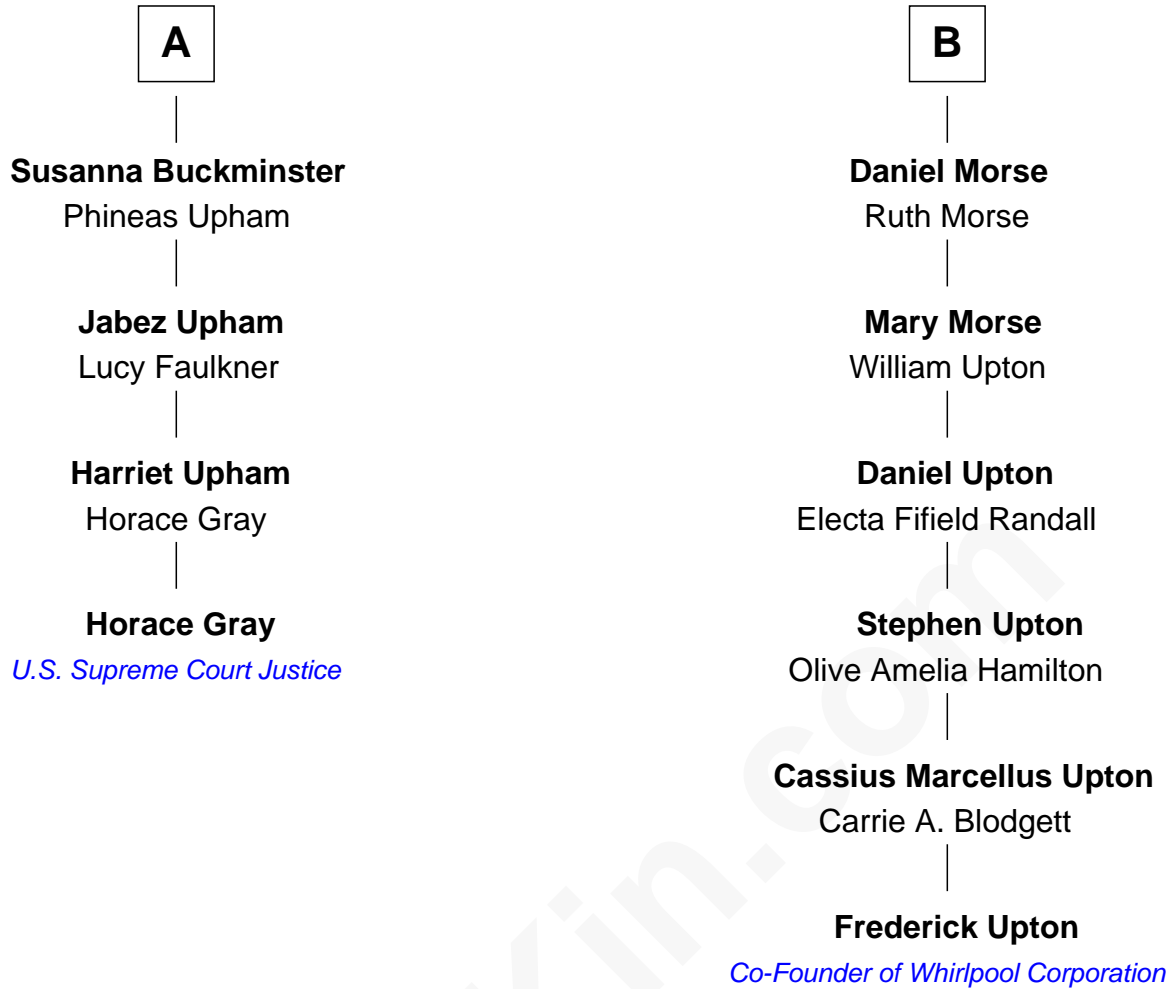 A
Susanna Buckminster
Phineas Upham
Jabez Upham
Lucy Faulkner
Harriet Upham
Horace Gray
Horace Gray
U.S. Supreme Court Justice
B
Daniel Morse
Ruth Morse
Mary Morse
William Upton
Daniel Upton
Electa Fifield Randall
Stephen Upton
Olive Amelia Hamilton
Cassius Marcellus Upton
Carrie A. Blodgett
Frederick Upton
Co-Founder of Whirlpool Corporation
Kin.com